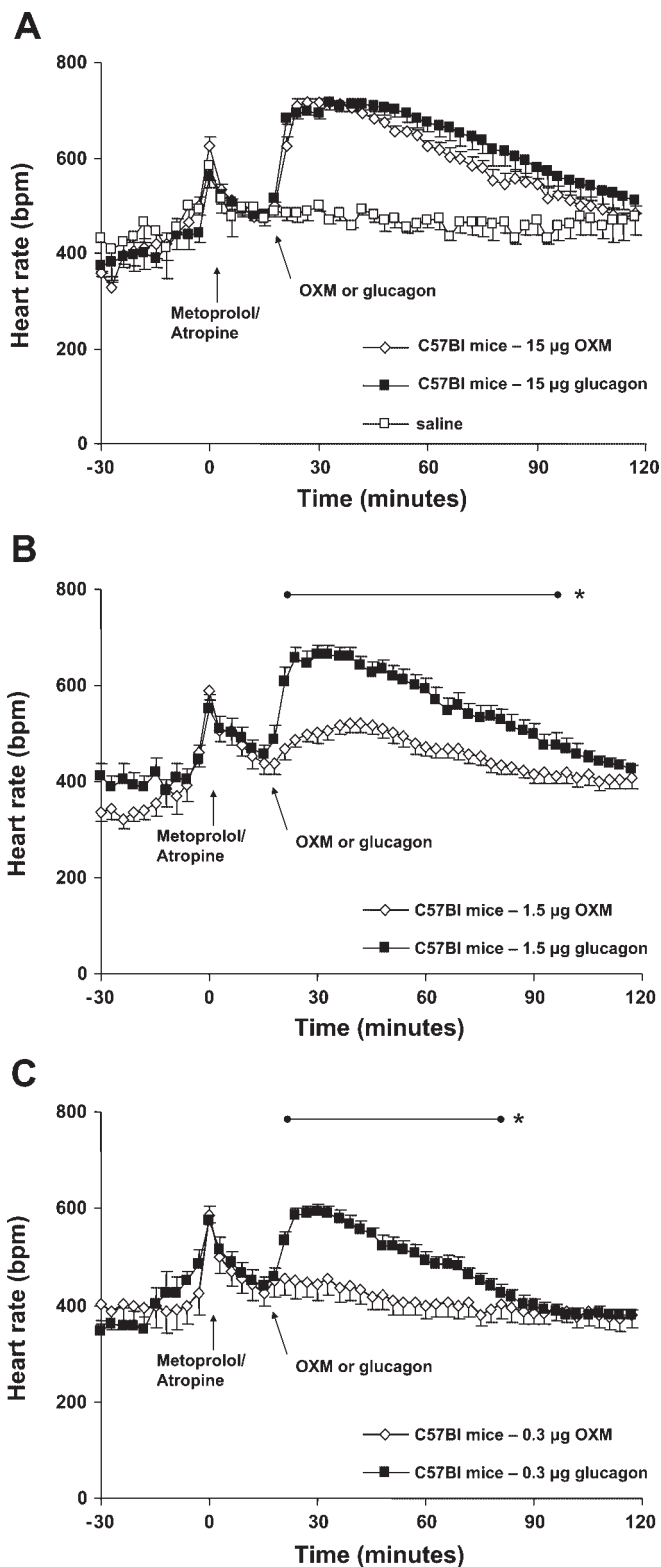 A
800
600
400
200
0
Heart rate (bpm)
Metoprolol/
Atropine
OXM or glucagon
C57Bl mice – 15 µg OXM
C57Bl mice – 15 µg glucagon
saline
-30
0
30
60
90
120
Time (minutes)
B
800
600
400
200
0
Heart rate (bpm)
*
Metoprolol/
Atropine
OXM or glucagon
C57Bl mice – 1.5 µg OXM
C57Bl mice – 1.5 µg glucagon
-30
0
30
60
90
120
Time (minutes)
C
800
600
400
200
0
Heart rate (bpm)
*
Metoprolol/
Atropine
OXM or glucagon
C57Bl mice – 0.3 µg OXM
C57Bl mice – 0.3 µg glucagon
-30
0
30
60
90
120
Time (minutes)